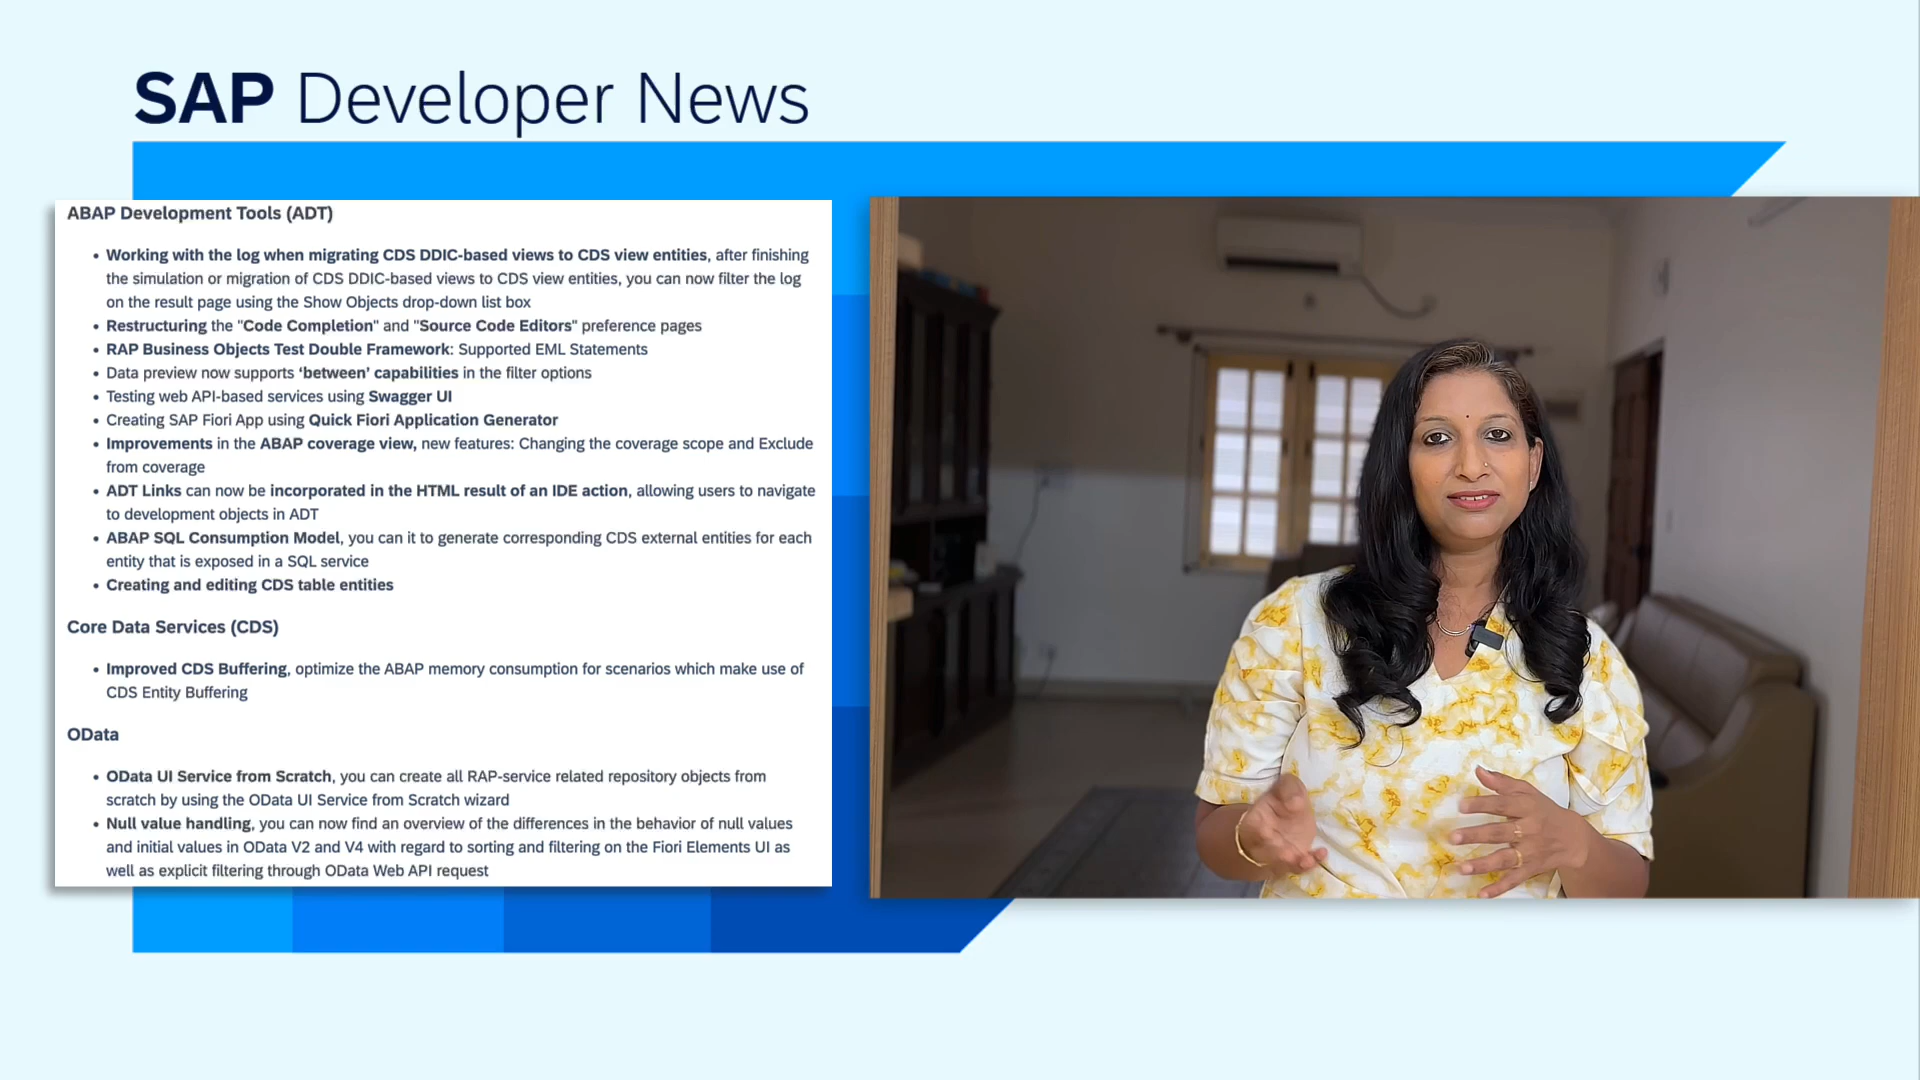 SAP Developer News
ABAP Development Tools (ADT)
• Working with the log when migrating CDS DDIC-based views to CDS view entities, after finishing
the simulation or migration of CDS DDIC-based views to CDS view entities, you can now filter the log
on the result page using the Show Objects drop-down list box
• Restructuring the "Code Completion" and "Source Code Editors" preference pages
• RAP Business Objects Test Double Framework: Supported EML Statements
• Data preview now supports ‘between’ capabilities in the filter options
• Testing web API-based services using Swagger UI
• Creating SAP Fiori App using Quick Fiori Application Generator
• Improvements in the ABAP coverage view, new features: Changing the coverage scope and Exclude
from coverage
• ADT Links can now be incorporated in the HTML result of an IDE action, allowing users to navigate
to development objects in ADT
• ABAP SQL Consumption Model, you can it to generate corresponding CDS external entities for each
entity that is exposed in a SQL service
• Creating and editing CDS table entities
Core Data Services (CDS)
• Improved CDS Buffering, optimize the ABAP memory consumption for scenarios which make use of
CDS Entity Buffering
OData
• OData UI Service from Scratch, you can create all RAP-service related repository objects from
scratch by using the OData UI Service from Scratch wizard
• Null value handling, you can now find an overview of the differences in the behavior of null values
and initial values in OData V2 and V4 with regard to sorting and filtering on the Fiori Elements UI as
well as explicit filtering through OData Web API request